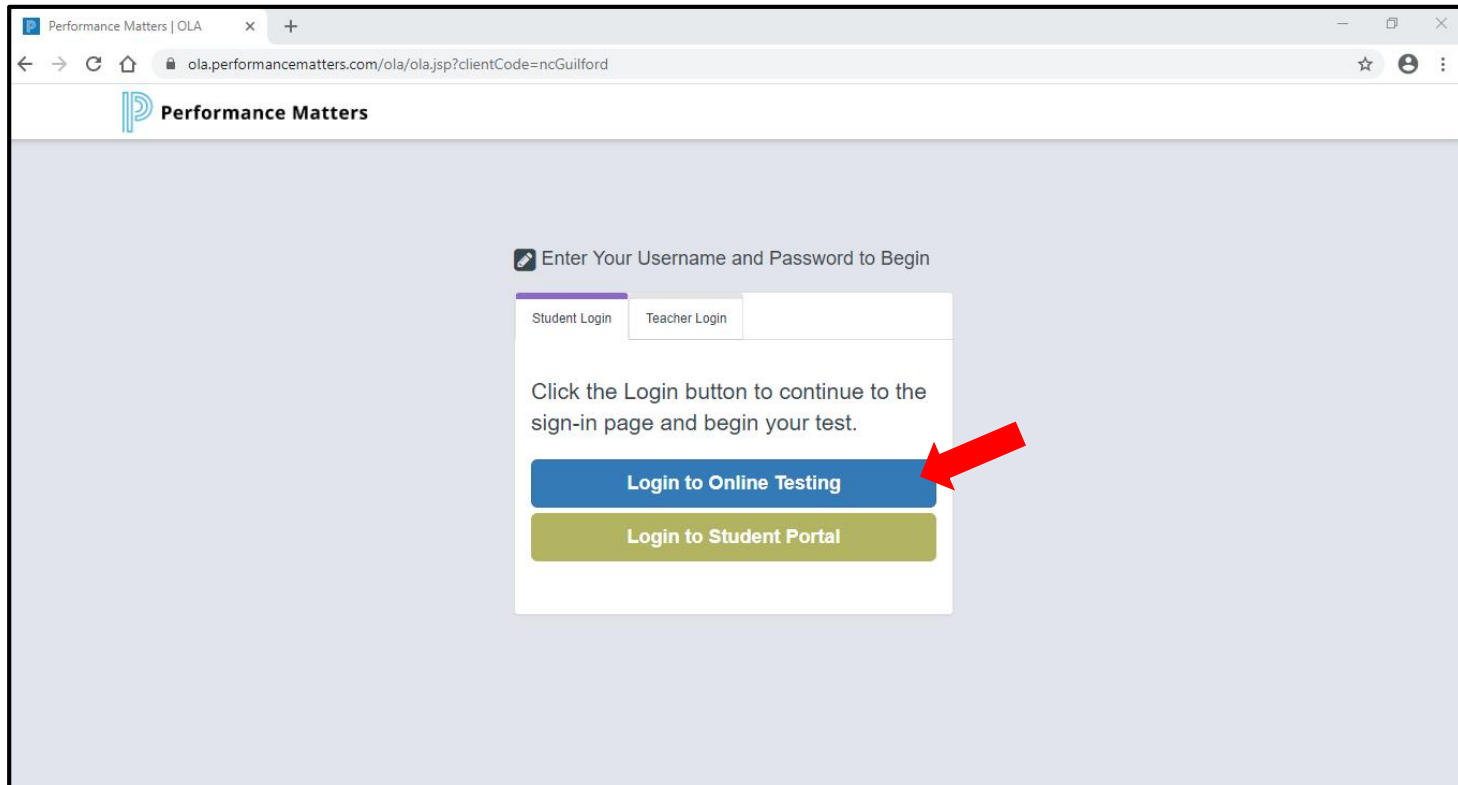 Performance Matters | OLA
ola.performancematters.com/ola/ola.jsp?clientCode=ncGuilford
Performance Matters
Enter Your Username and Password to Begin
Student Login Teacher Login
Click the Login button to continue to the
sign-in page and begin your test.
Login to Online Testing
Login to Student Portal